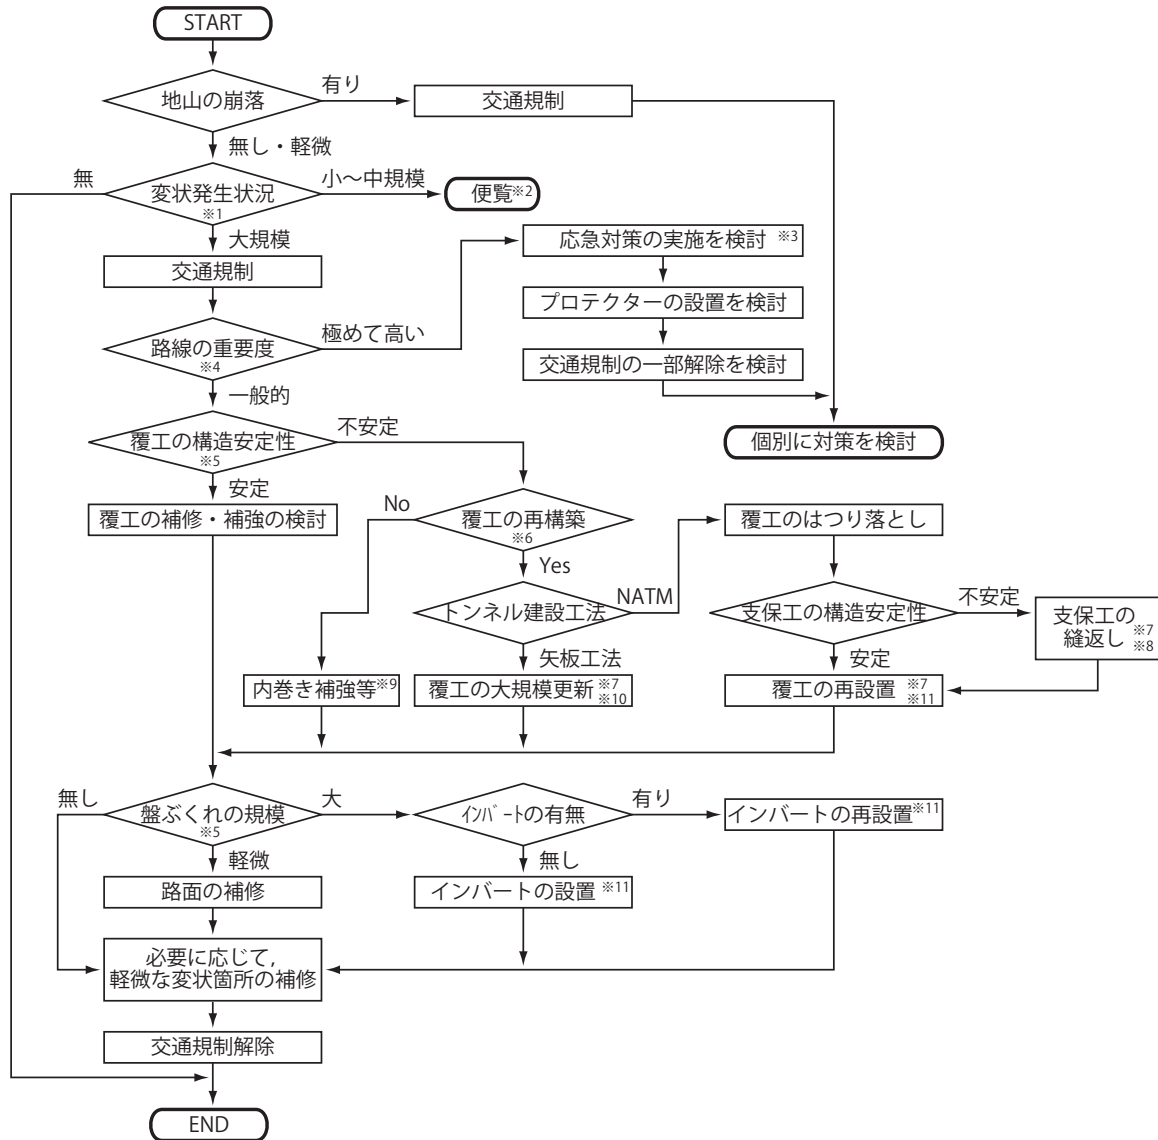 START
地山の崩落
有り
交通規制
無し・軽微
無
変状発生状況
※1
小～中規模
便覧※2
大規模
応急対策の実施を検討 ※3
交通規制
プロテクターの設置を検討
路線の重要度
※4
極めて高い
交通規制の一部解除を検討
一般的
覆工の構造安定性
※5
不安定
個別に対策を検討
安定
覆工の補修・補強の検討
No
覆工の再構築
※6
覆工のはつり落とし
Yes
トンネル建設工法
NATM
支保工の構造安定性
不安定
支保工の
縫返し ※7
※8
矢板工法
安定
内巻き補強等※9
覆工の大規模更新 ※7
※10
覆工の再設置 ※7
※11
無し
盤ぶくれの規模
※5
大
インバートの有無
有り
インバートの再設置※11
軽微
無し
路面の補修
インバートの設置 ※11
必要に応じて,
軽微な変状箇所の補修
交通規制解除
END